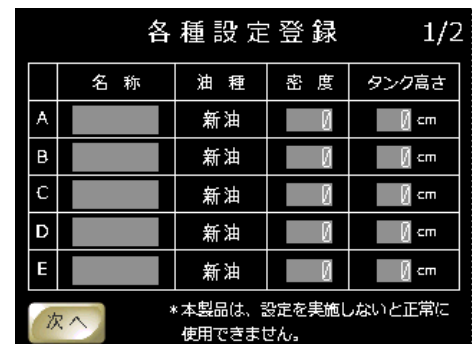 各種設定登録 1/2
名 称 油 種 密 度 タンク高さ
A 新油 0 0 cm
B 新油 0 0 cm
C 新油 0 0 cm
D 新油 0 0 cm
E 新油 0 0 cm
次へ *本製品は、設定を実施しないと正常に
使用できません。